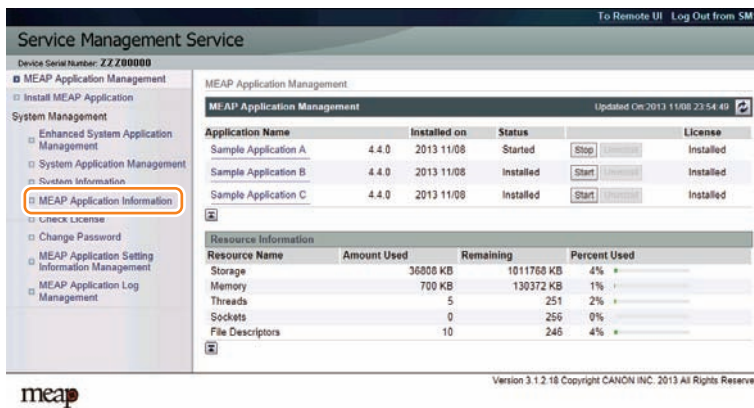 To Remote UI Log Out from SM
Service Management Service
Device Serial Number: ZZZ00000
MEAP Application Management
Install MEAP Application
System Management
Enhanced System Application
Management
System Application Management
System Information
MEAP Application Information
Check License
Change Password
MEAP Application Setting
Information Management
MEAP Application Log
Management
MEAP Application Management
MEAP Application Management Updated On:2013 11/08 23:54:49
Application Name Installed on Status License
Sample Application A 4.4.0 2013 11/08 Started Stop Uninstall Installed
Sample Application B 4.4.0 2013 11/08 Installed Start Uninstall Installed
Sample Application C 4.4.0 2013 11/08 Installed Start Uninstall Installed
Resource Information
Resource Name Amount Used Remaining Percent Used
Storage 36808 KB 1011768 KB 4%
Memory 700 KB 130372 KB 1%
Threads 5 251 2%
Sockets 0 256 0%
File Descriptors 10 246 4%
Version 3.1.2.18 Copyright CANON INC. 2013 All Rights Reserve
meap